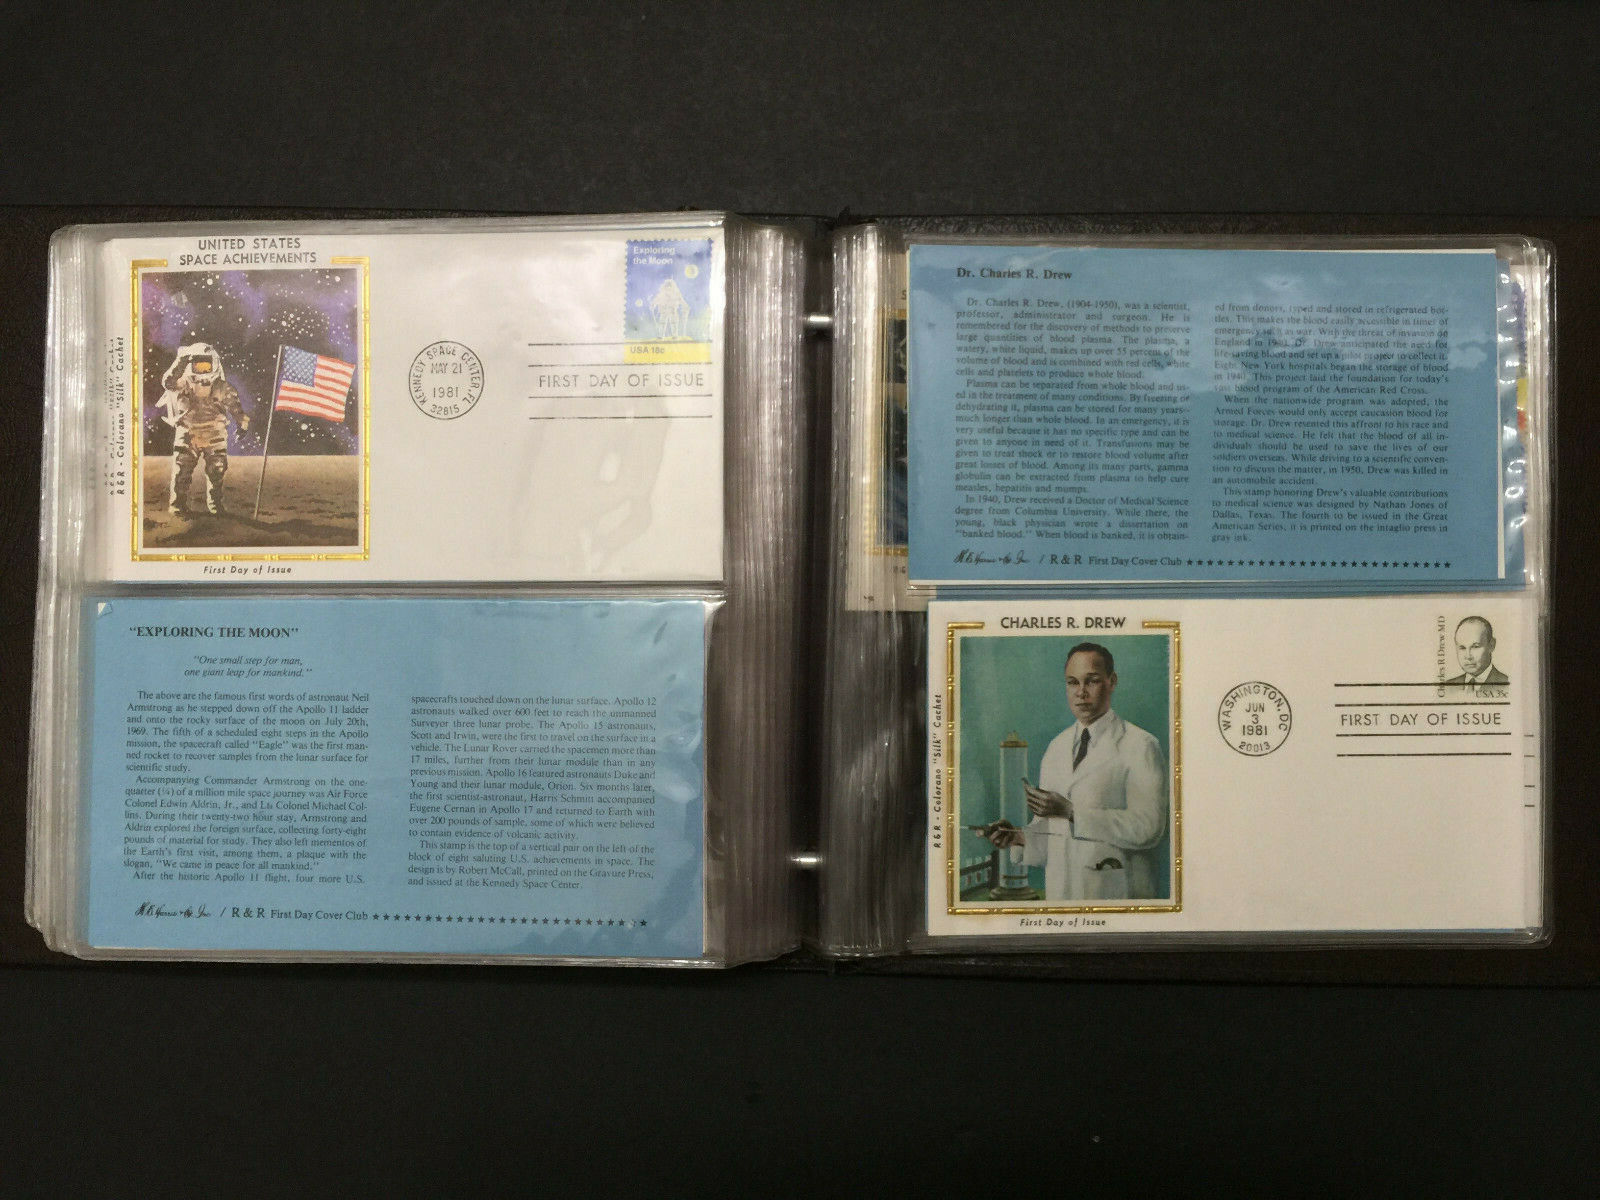 UNITED STATES
SPACE ACHIEVEMENTS
R & R - Colorano "Silk" Cachet
First Day of Issue
KENNEDY SPACE CENTER, FL
MAY 21
1981
32815
FIRST DAY OF ISSUE
Exploring
the Moon
USA 18c
"EXPLORING THE MOON"
"One small step for man,
one giant leap for mankind."
The above are the famous first words of astronaut Neil
Armstrong as he stepped down off the Apollo 11 ladder
and onto the rocky surface of the moon on July 20th,
1969. The fifth of a scheduled eight steps in the Apollo
mission, the spacecraft called "Eagle" was the first man-
ned rocket to recover samples from the lunar surface for
scientific study.
Accompanying Commander Armstrong on the one-
quarter (¼) of a million mile space journey was Air Force
Colonel Edwin Aldrin, Jr., and Lt. Colonel Michael Col-
lins. During their twenty-two hour stay, Armstrong and
Aldrin explored the foreign surface, collecting forty-eight
pounds of material for study. They also left mementos of
the Earth's first visit, among them, a plaque with the
slogan, "We came in peace for all mankind."
After the historic Apollo 11 flight, four more U.S.
spacecrafts touched down on the lunar surface. Apollo 12
astronauts walked over 600 feet to reach the unmanned
Surveyor three lunar probe. The Apollo 15 astronauts,
Scott and Irwin, were the first to travel on the surface in a
vehicle. The Lunar Rover carried the spacemen more than
17 miles, further from their lunar module than in any
previous mission. Apollo 16 featured astronauts Duke and
Young and their lunar module, Orion. Six months later,
the first scientist-astronaut, Harris Schmitt accompanied
Eugene Cernan in Apollo 17 and returned to Earth with
over 200 pounds of sample, some of which were believed
to contain evidence of volcanic activity.
This stamp is the top of a vertical pair on the left of the
block of eight saluting U.S. achievements in space. The
design is by Robert McCall, printed on the Gravure Press,
and issued at the Kennedy Space Center.
H. E. Harris & Co., Inc. / R & R First Day Cover Club
Dr. Charles R. Drew
Dr. Charles R. Drew, (1904-1950), was a scientist,
professor, administrator and surgeon. He is
remembered for the discovery of methods to preserve
large quantities of blood plasma. The plasma, a
watery, white liquid, makes up over 55 percent of the
volume of blood and is combined with red cells, white
cells and platelets to produce whole blood.
Plasma can be separated from whole blood and us-
ed in the treatment of many conditions. By freezing or
dehydrating it, plasma can be stored for many years--
much longer than whole blood. In an emergency, it is
very useful because it has no specific type and can be
given to anyone in need of it. Transfusions may be
given to treat shock or to restore blood volume after
great losses of blood. Among its many parts, gamma
globulin can be extracted from plasma to help cure
measles, hepatitis and mumps.
In 1940, Drew received a Doctor of Medical Science
degree from Columbia University. While there, the
young, black physician wrote a dissertation on
"banked blood." When blood is banked, it is obtain-
ed from donors, typed and stored in refrigerated bot-
tles. This makes the blood easily accessible in times of
emergency such as war. With the threat of invasion on
England in 1940, Dr. Drew anticipated the need for
life-saving blood and set up a pilot project to collect it.
Eight New York hospitals began the storage of blood
in 1940. This project laid the foundation for today's
vast blood program of the American Red Cross.
When the nationwide program was adopted, the
Armed Forces would only accept caucasion blood for
storage. Dr. Drew resented this affront to his race and
to medical science. He felt that the blood of all in-
dividuals should be used to save the lives of our
soldiers overseas. While driving to a scientific conven-
tion to discuss the matter, in 1950, Drew was killed in
an automobile accident.
This stamp honoring Drew's valuable contributions
to medical science was designed by Nathan Jones of
Dallas, Texas. The fourth to be issued in the Great
American Series, it is printed on the intaglio press in
gray ink.
H. E. Harris & Co., Inc. / R & R First Day Cover Club
CHARLES R. DREW
R & R - Colorano "Silk" Cachet
First Day of Issue
WASHINGTON, DC
JUN
3
1981
20013
FIRST DAY OF ISSUE
Charles R Drew MD
USA 35c